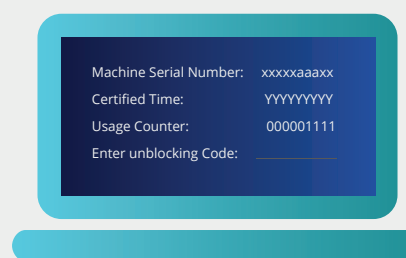 Machine Serial Number: xxxxxaaaxx
Certified Time: YYYYYYYYY
Usage Counter: 000001111
Enter unblocking Code: